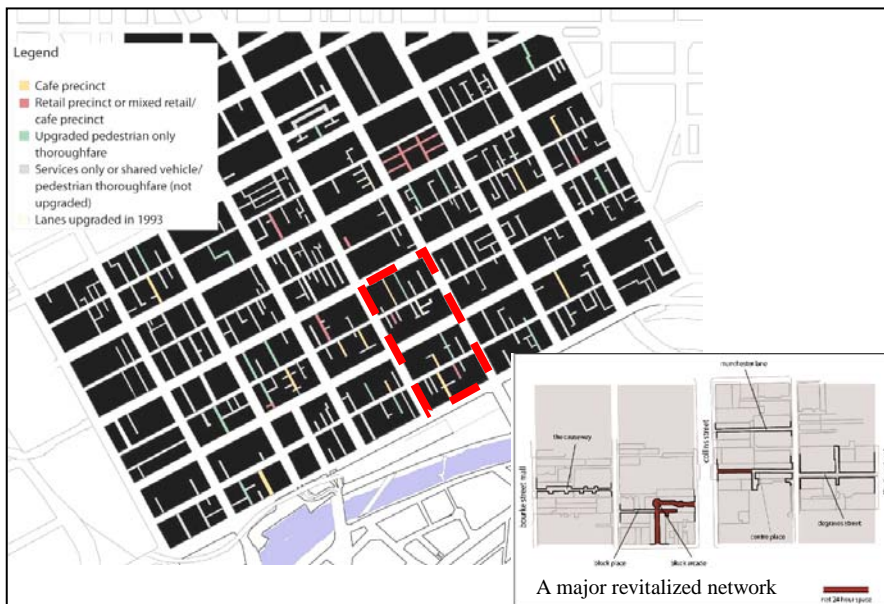 Legend
Cafe precinct
Retail precinct or mixed retail/
cafe precinct
Upgraded pedestrian only
thoroughfare
Services only or shared vehicle/
pedestrian thoroughfare (not
upgraded)
Lanes upgraded in 1993
manchester lane
the causeway
collins street
bourke street mall
block place
block arcade
centre place
degraves street
A major revitalized network
not 24 hour space